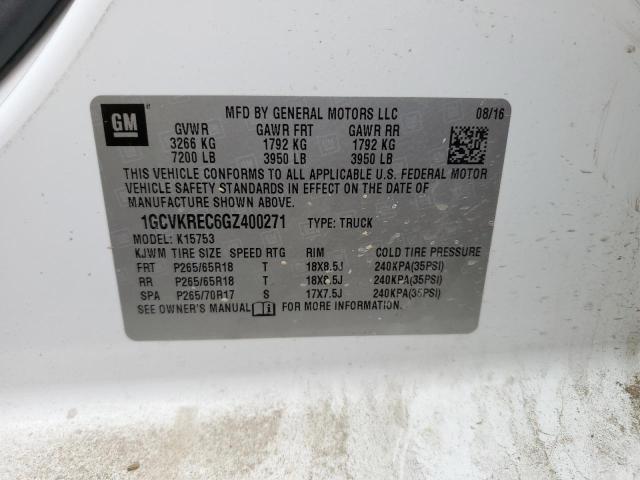 GM MFD BY GENERAL MOTORS LLC 08/16
GVWR GAWR FRT GAWR RR
3266 KG 1792 KG 1792 KG
7200 LB 3950 LB 3950 LB
THIS VEHICLE CONFORMS TO ALL APPLICABLE U.S. FEDERAL MOTOR
VEHICLE SAFETY STANDARDS IN EFFECT ON THE DATE OF
MANUFACTURE SHOWN ABOVE.
1GCVKREC6GZ400271 TYPE: TRUCK
MODEL: K15753
KJWM TIRE SIZE SPEED RTG RIM COLD TIRE PRESSURE
FRT P265/65R18 T 18X8.5J 240KPA(35PSI)
RR P265/65R18 T 18X8.5J 240KPA(35PSI)
SPA P265/70R17 S 17X7.5J 240KPA(35PSI)
SEE OWNER'S MANUAL FOR MORE INFORMATION.